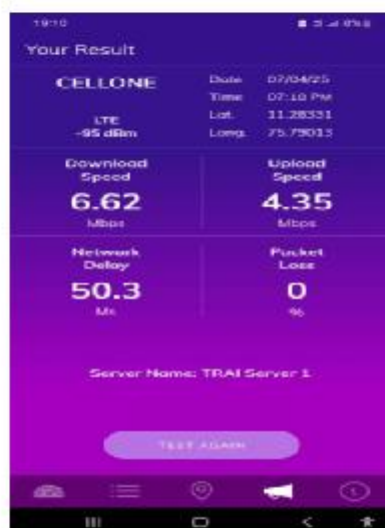 19:10
Your Result
CELLONE
Date 07/04/25
Time 07:10 PM
LTE
-95 dBm
Lat. 11.28331
Long. 75.79013
Download Speed
6.62
Mbps
Upload Speed
4.35
Mbps
Network Delay
50.3
Ms
Packet Loss
0
%
Server Name: TRAI Server 1
TEST AGAIN